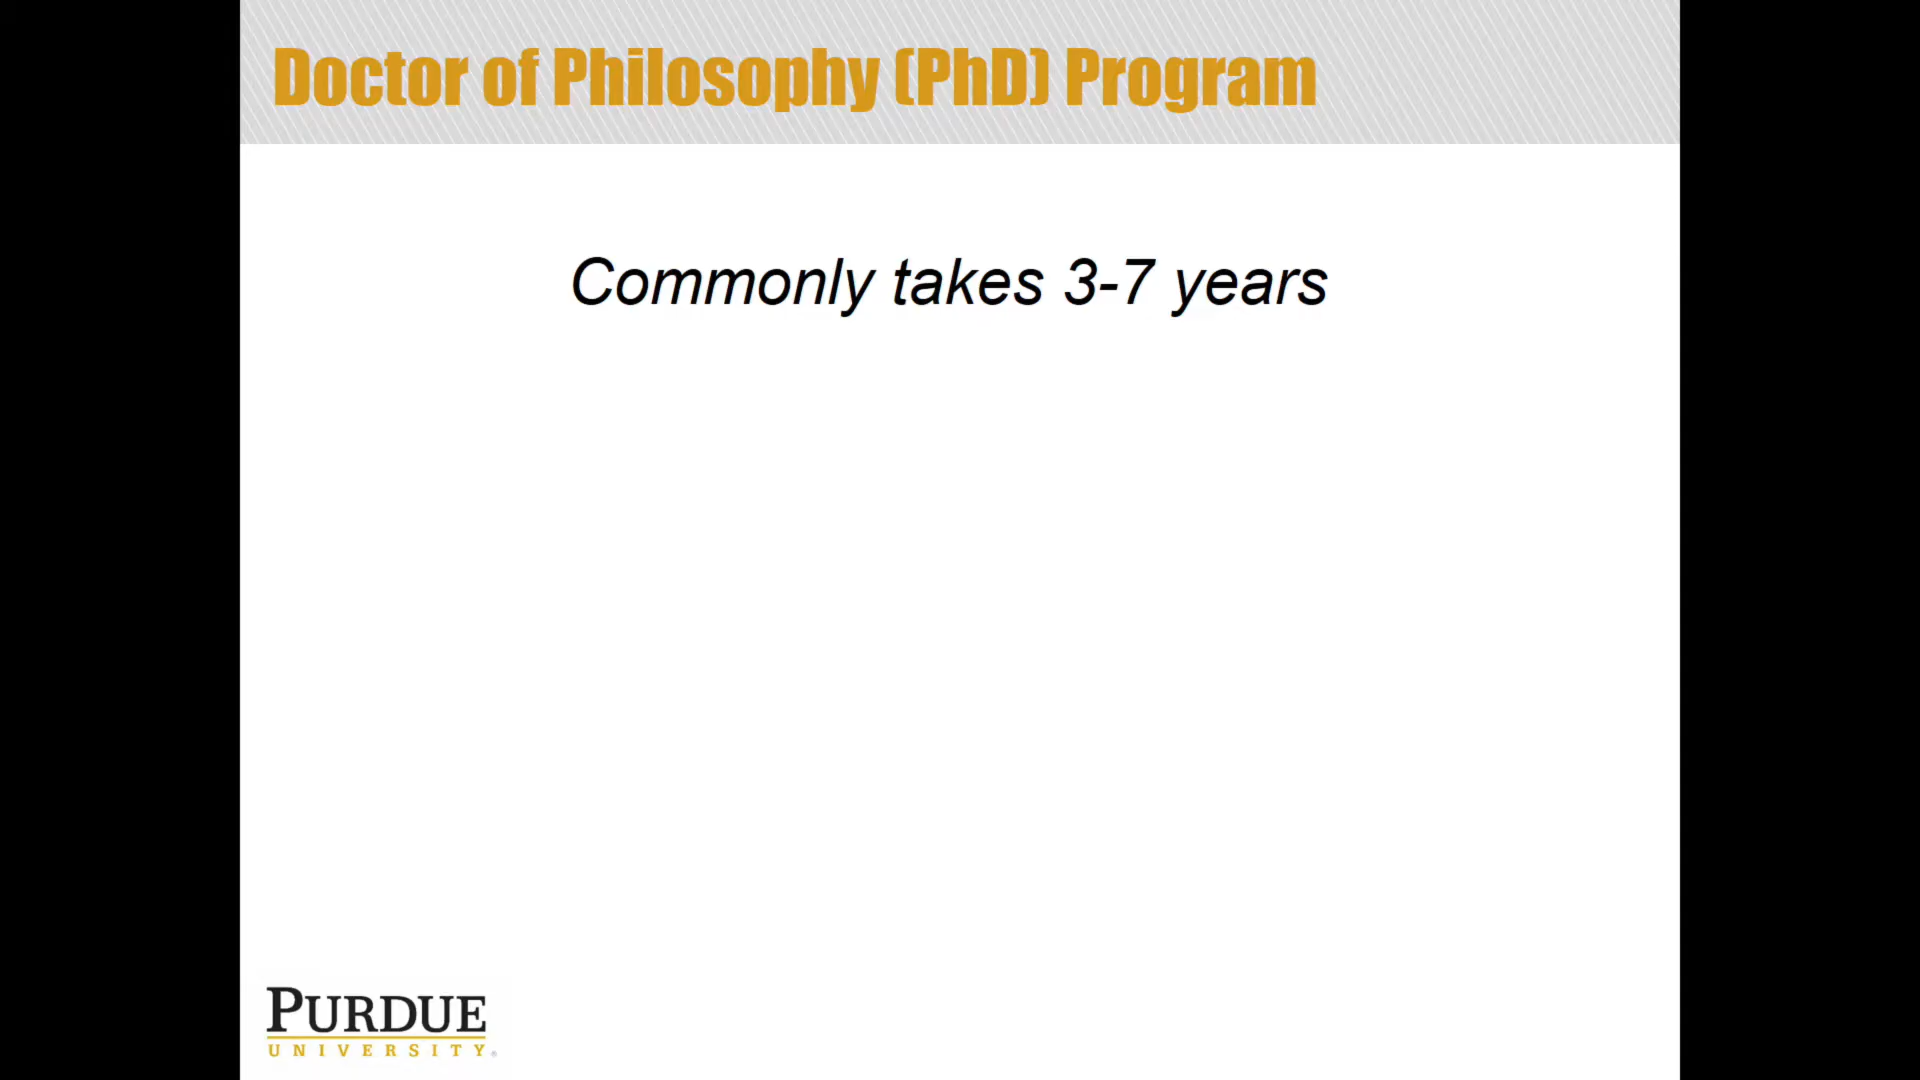 Doctor of Philosophy (PhD) Program
Commonly takes 3-7 years
PURDUE
UNIVERSITY®